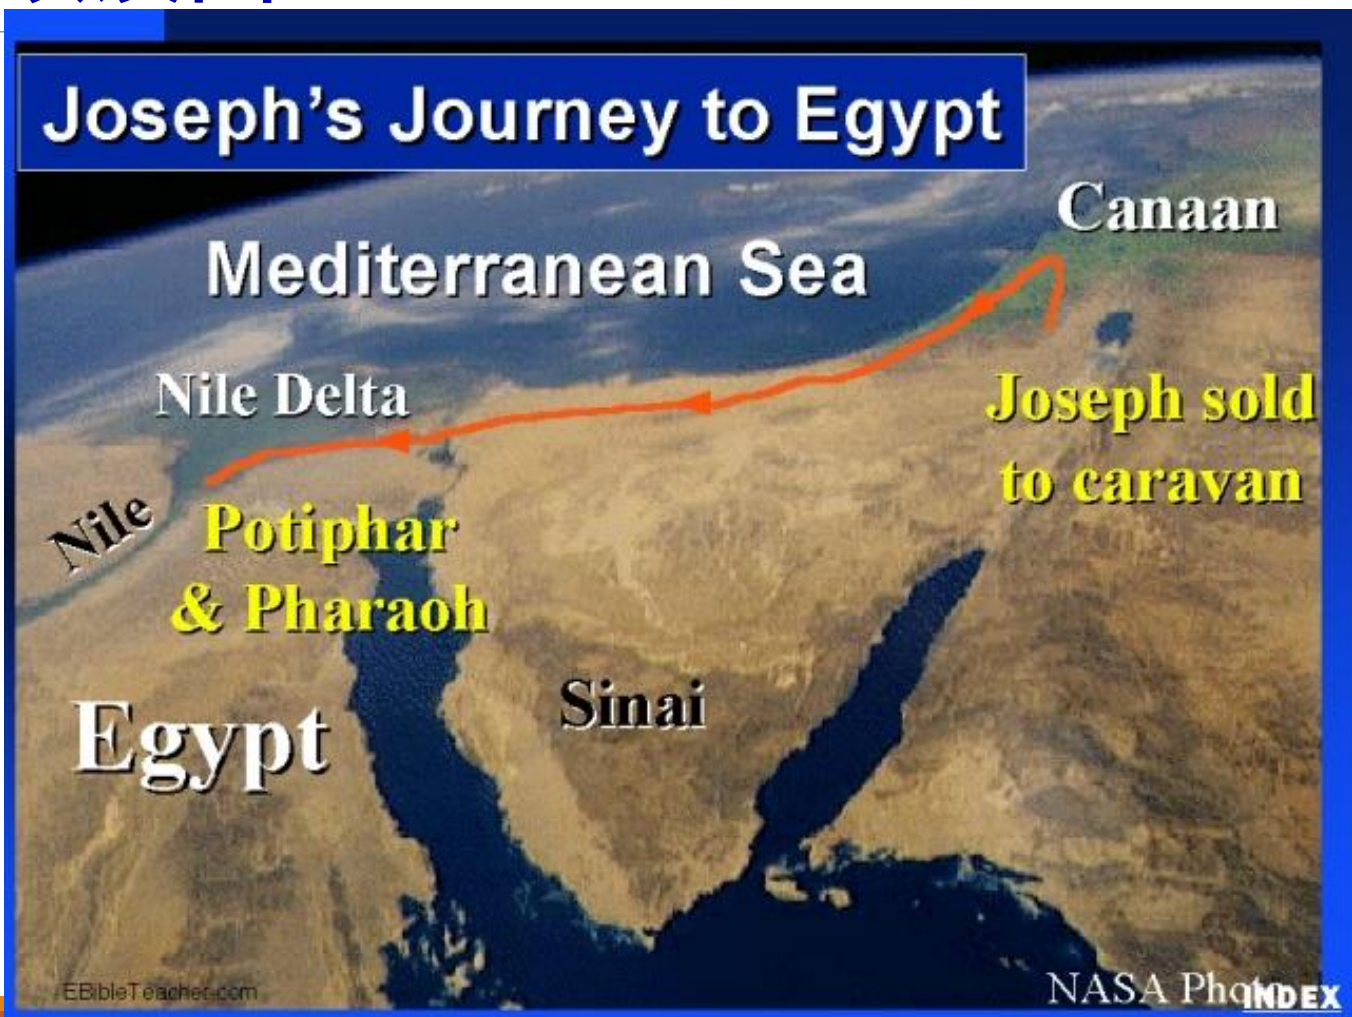 Joseph's Journey to Egypt
Canaan
Mediterranean Sea
Nile Delta
Joseph sold
to caravan
Nile
Potiphar
& Pharaoh
Sinai
Egypt
EBibleTeacher.com
NASA Photo
INDEX